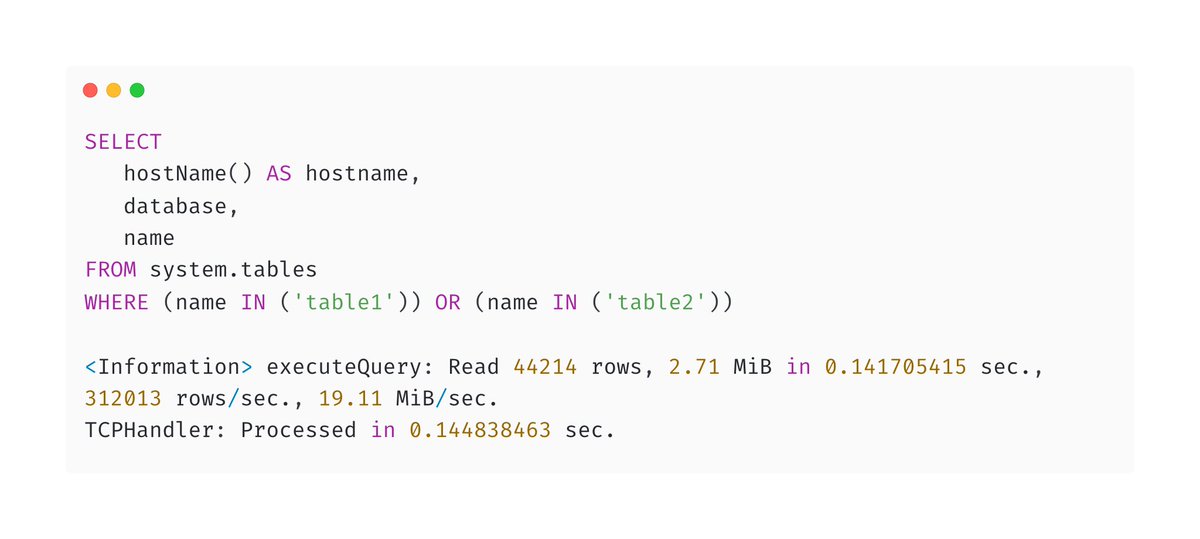 SELECT
hostName() AS hostname,
database,
name
FROM system.tables
WHERE (name IN ('table1')) OR (name IN ('table2'))
<Information> executeQuery: Read 44214 rows, 2.71 MiB in 0.141705415 sec.,
312013 rows/sec., 19.11 MiB/sec.
TCPHandler: Processed in 0.144838463 sec.